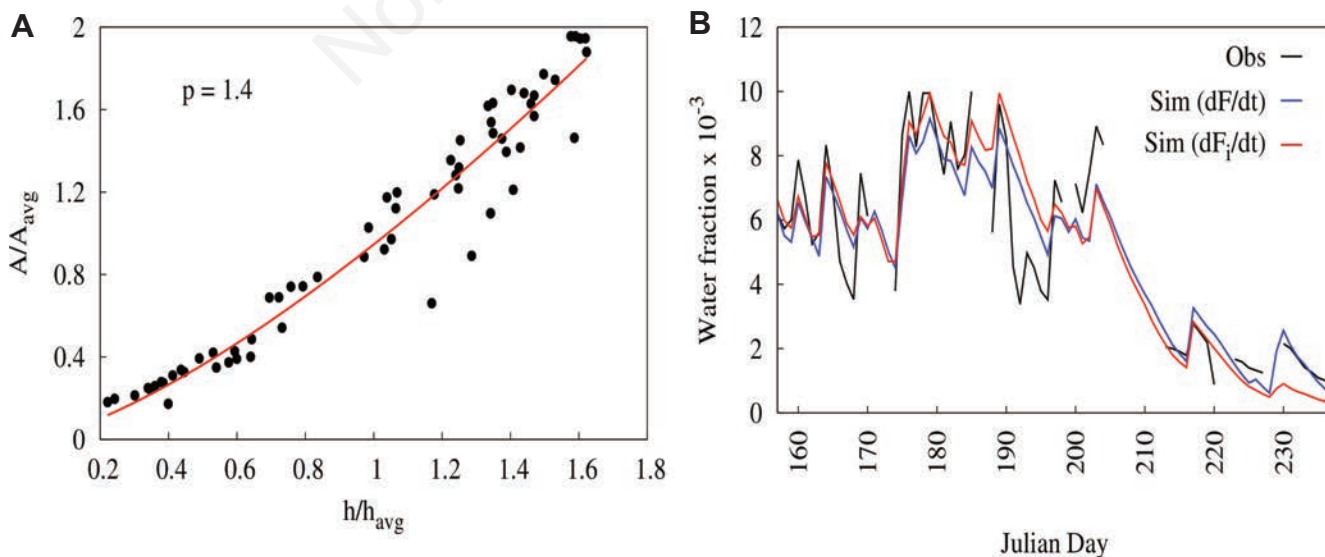 A
2
1.6
1.2
0.8
0.4
0
A/A_avg
p = 1.4
0.2 0.4 0.6 0.8 1 1.2 1.4 1.6 1.8
h/h_avg
B
12
10
8
6
4
2
0
Water fraction x 10^-3
Obs
Sim (dF/dt)
Sim (dF_i/dt)
160 170 180 190 200 210 220 230
Julian Day